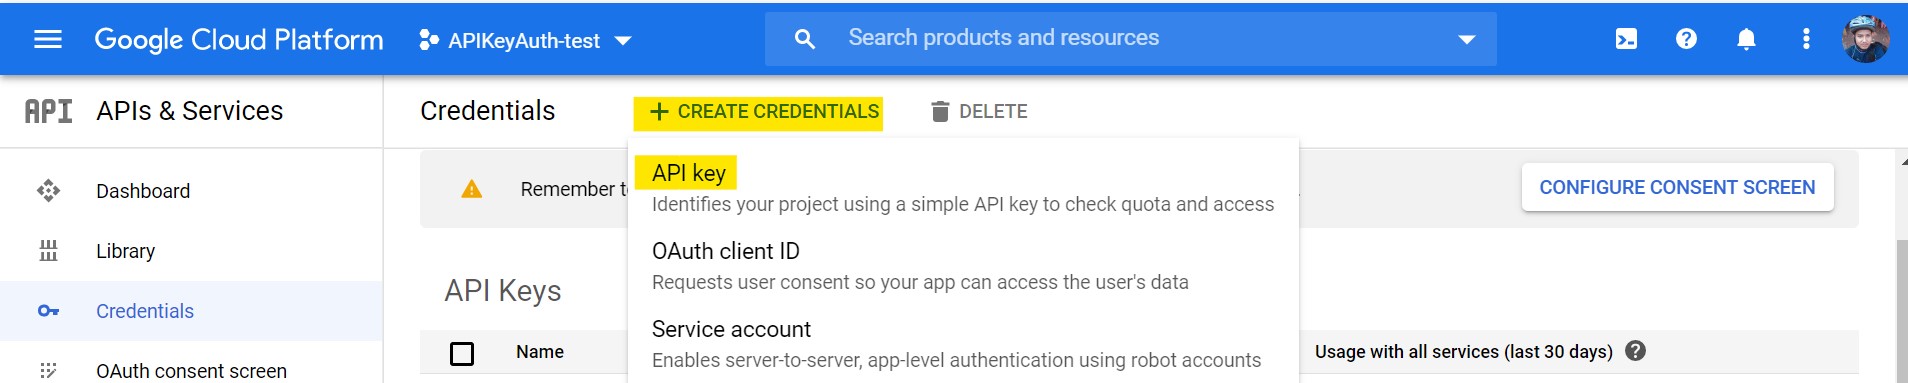 Google Cloud Platform
APIKeyAuth-test
Search products and resources
API
APIs & Services
Credentials
+ CREATE CREDENTIALS
DELETE
Dashboard
Library
Credentials
OAuth consent screen
Remember
API key
Identifies your project using a simple API key to check quota and access
OAuth client ID
Requests user consent so your app can access the user's data
Service account
Enables server-to-server, app-level authentication using robot accounts
CONFIGURE CONSENT SCREEN
API Keys
Name
Usage with all services (last 30 days)